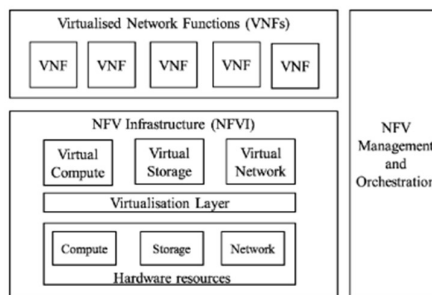 Virtualised Network Functions (VNFs)
VNF VNF VNF VNF VNF
NFV Infrastructure (NFVI)
Virtual Compute
Virtual Storage
Virtual Network
Virtualisation Layer
Compute Storage Network
Hardware resources
NFV
Management
and
Orchestration